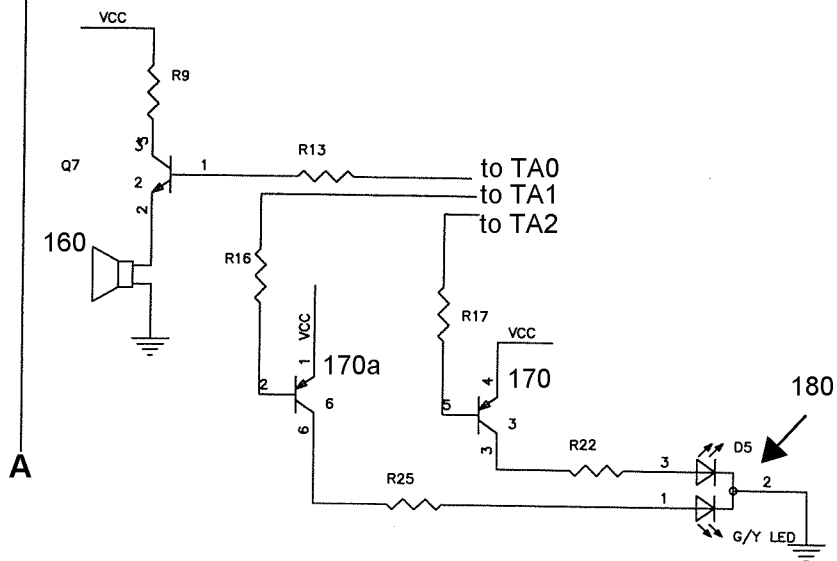 VCC
R9
3
Q7
1
R13
to TA0
to TA1
to TA2
2
2
160
R16
R17
VCC
1
170a
VCC
4
170
2
6
6
5
3
3
180
A
R22
3
D5
R25
1
2
G/Y LED